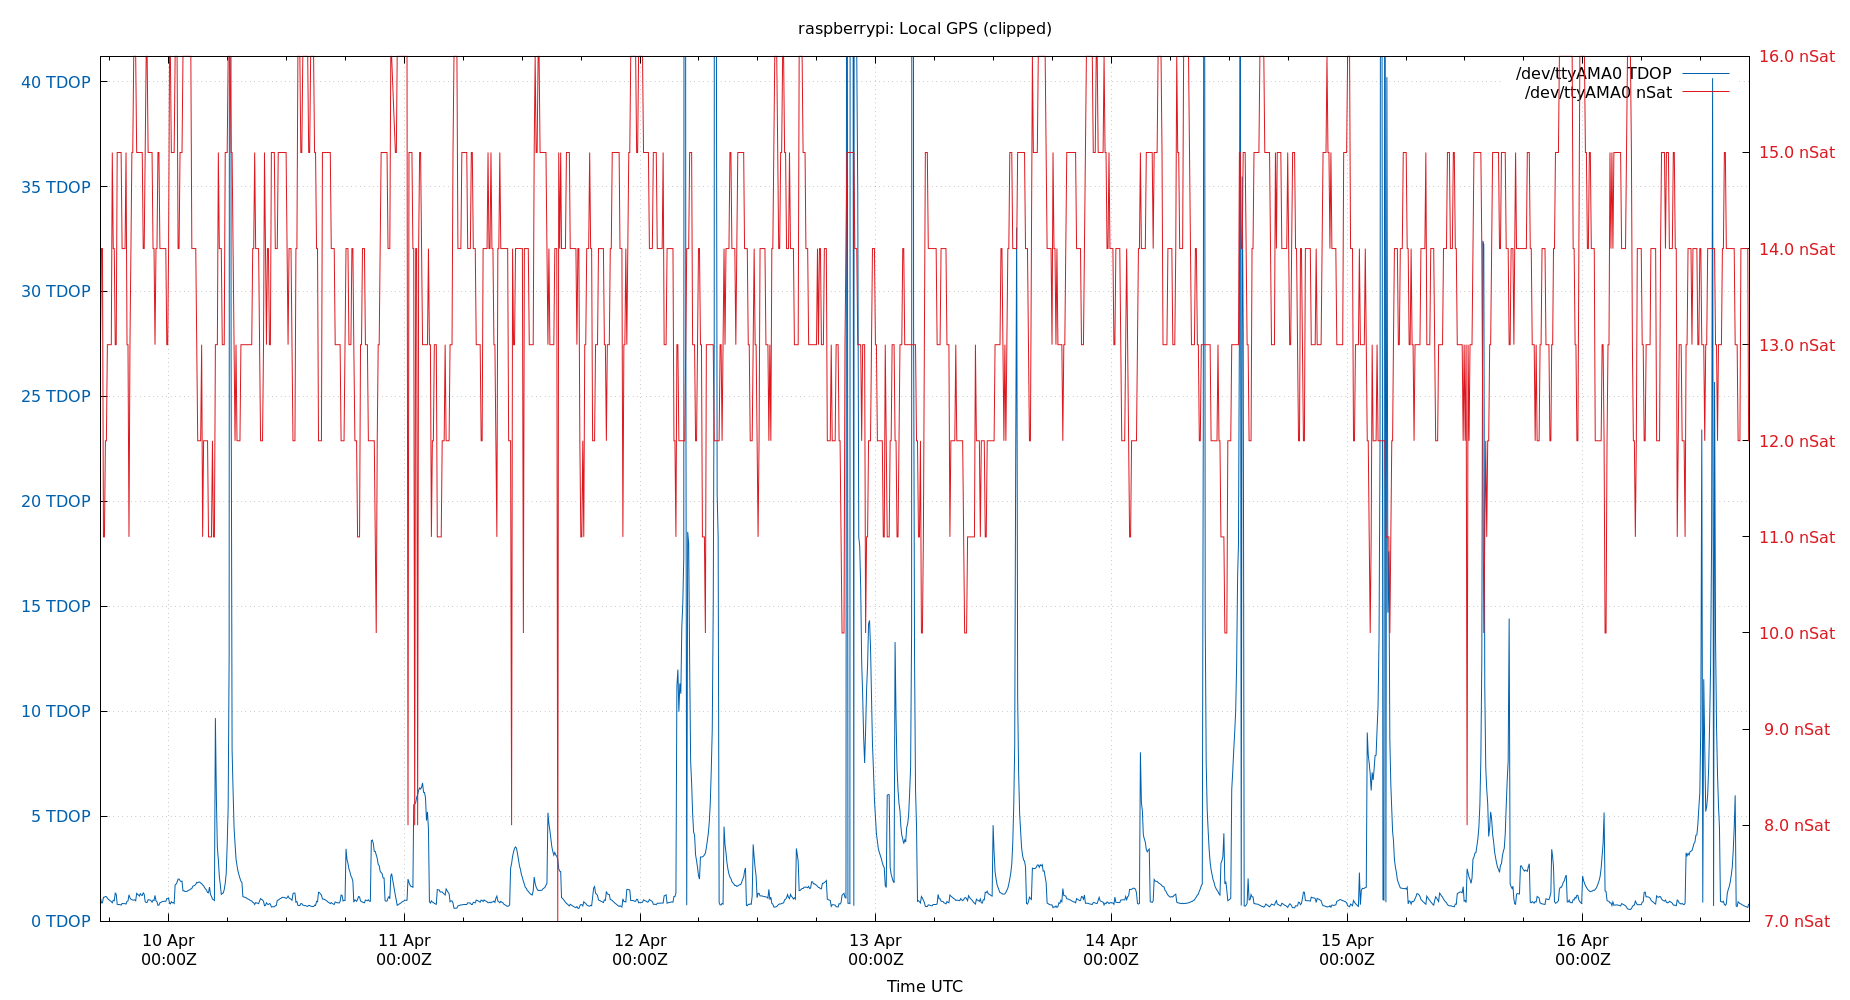 raspberrypi: Local GPS (clipped)
/dev/ttyAMA0 TDOP
/dev/ttyAMA0 nSat
40 TDOP
35 TDOP
30 TDOP
25 TDOP
20 TDOP
15 TDOP
10 TDOP
5 TDOP
0 TDOP
16.0 nSat
15.0 nSat
14.0 nSat
13.0 nSat
12.0 nSat
11.0 nSat
10.0 nSat
9.0 nSat
8.0 nSat
7.0 nSat
10 Apr
00:00Z
11 Apr
00:00Z
12 Apr
00:00Z
13 Apr
00:00Z
14 Apr
00:00Z
15 Apr
00:00Z
16 Apr
00:00Z
Time UTC